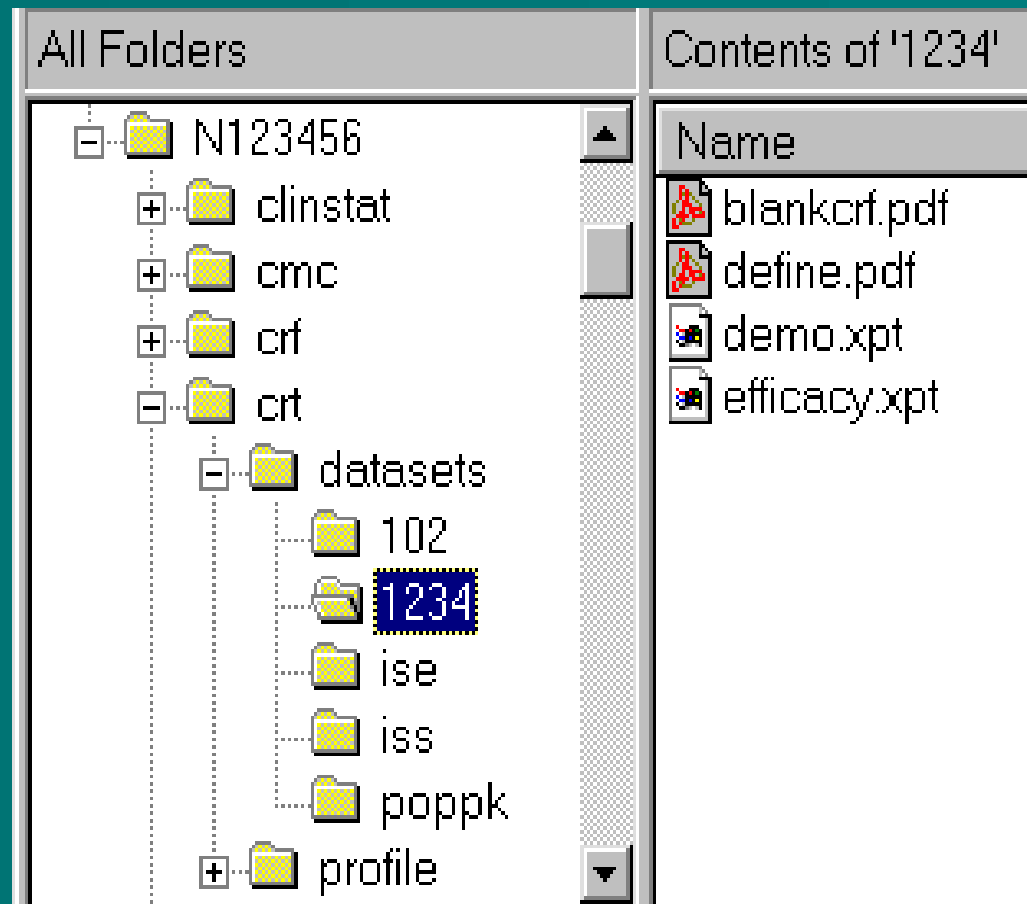 All Folders
N123456
clinstat
cmc
crf
crt
datasets
102
1234
ise
iss
poppk
profile
Contents of '1234'
Name
blankcrf.pdf
define.pdf
demo.xpt
efficacy.xpt